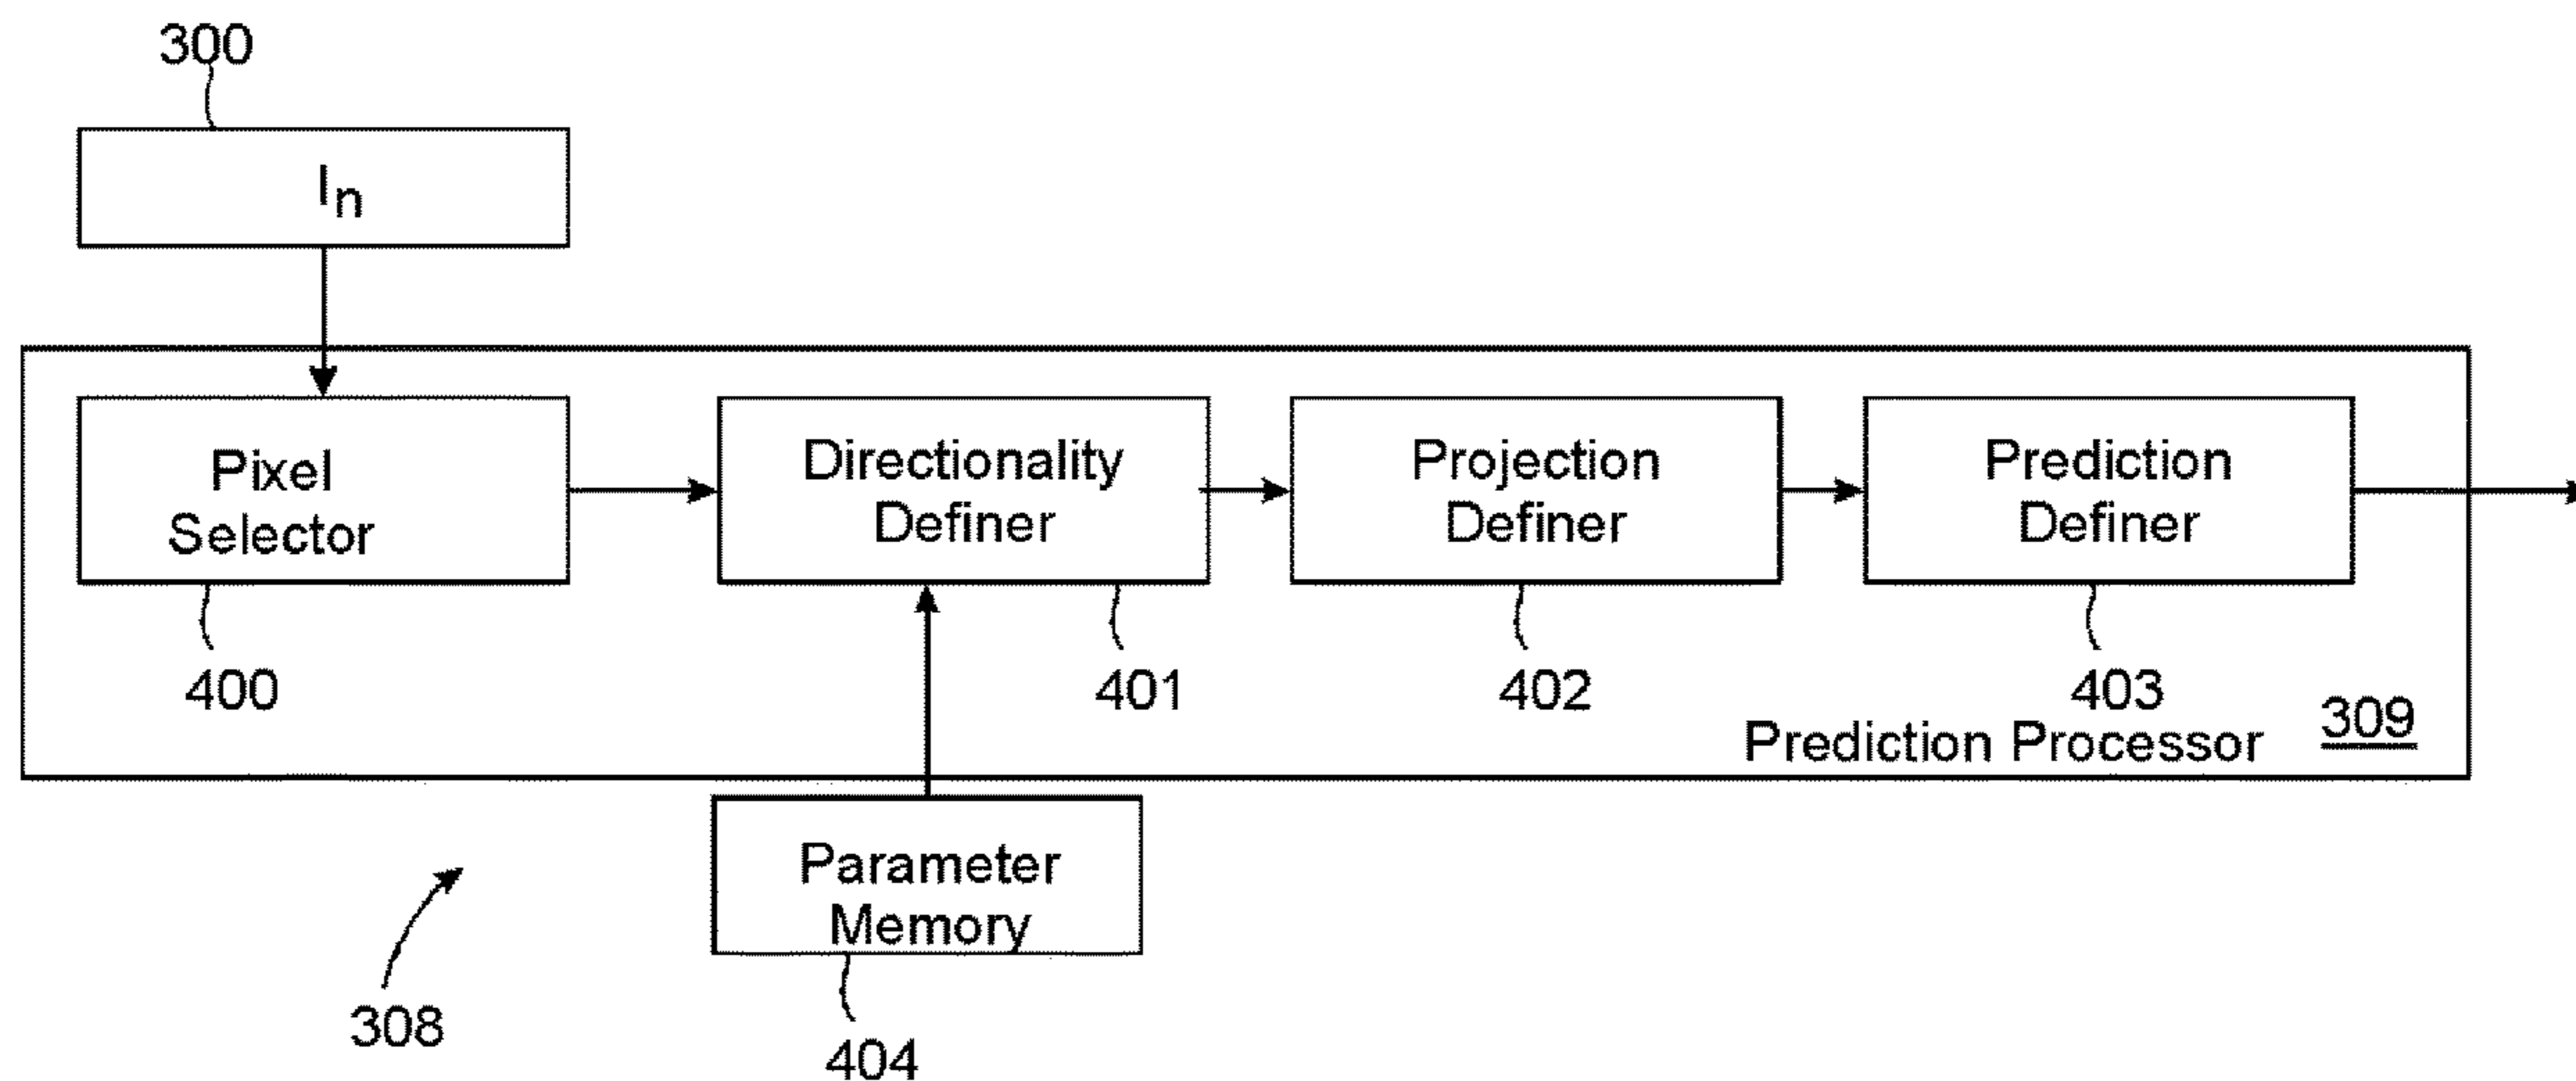 300
In
Pixel
Selector
Directionality
Definer
Projection
Definer
Prediction
Definer
400
401
402
403
309
Prediction Processor
Parameter
Memory
308
404